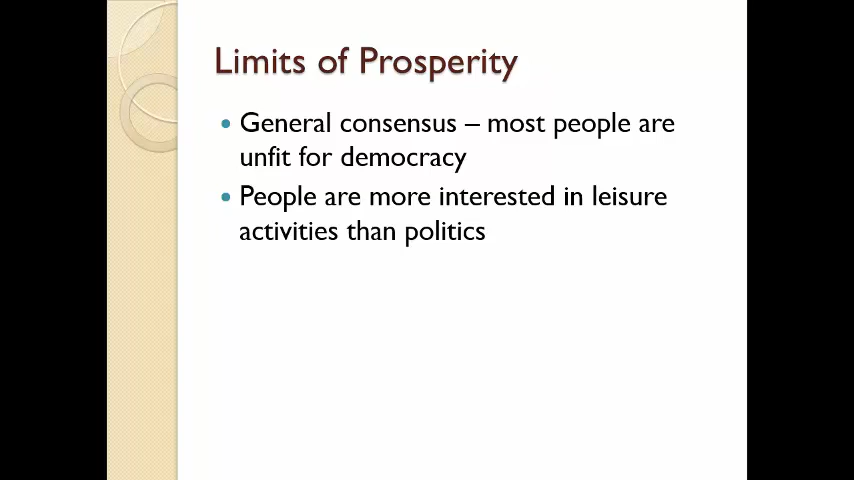 Limits of Prosperity
• General consensus – most people are
unfit for democracy
• People are more interested in leisure
activities than politics